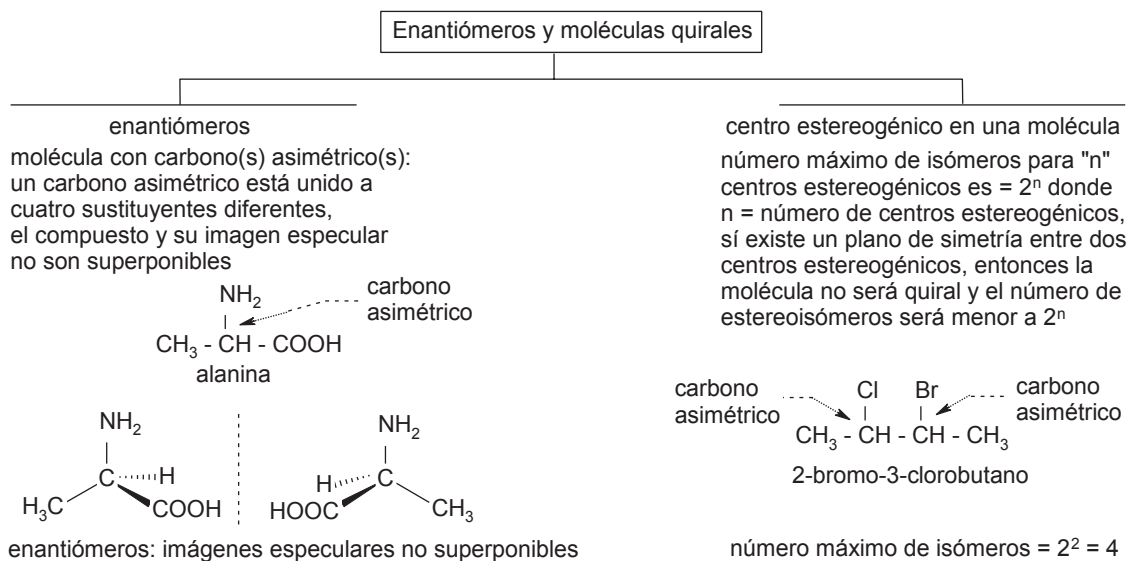 Enantiómeros y moléculas quirales
enantiómeros
molécula con carbono(s) asimétrico(s):
un carbono asimétrico está unido a
cuatro sustituyentes diferentes,
el compuesto y su imagen especular
no son superponibles
NH₂
carbono
asimétrico
CH₃ - CH - COOH
alanina
NH₂
C
H
H₃C
COOH
NH₂
H
C
HOOC
CH₃
enantiómeros: imágenes especulares no superponibles
centro estereogénico en una molécula
número máximo de isómeros para "n"
centros estereogénicos es = 2ⁿ donde
n = número de centros estereogénicos,
sí existe un plano de simetría entre dos
centros estereogénicos, entonces la
molécula no será quiral y el número de
estereoisómeros será menor a 2ⁿ
carbono
asimétrico
Cl
Br
carbono
asimétrico
CH₃ - CH - CH - CH₃
2-bromo-3-clorobutano
número máximo de isómeros = 2² = 4